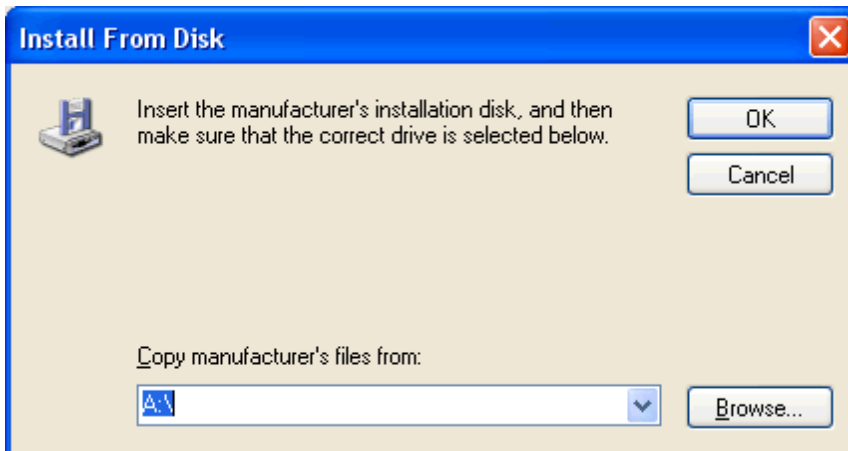 Install From Disk
Insert the manufacturer's installation disk, and then
make sure that the correct drive is selected below.
OK
Cancel
Copy manufacturer's files from:
A:\
Browse...